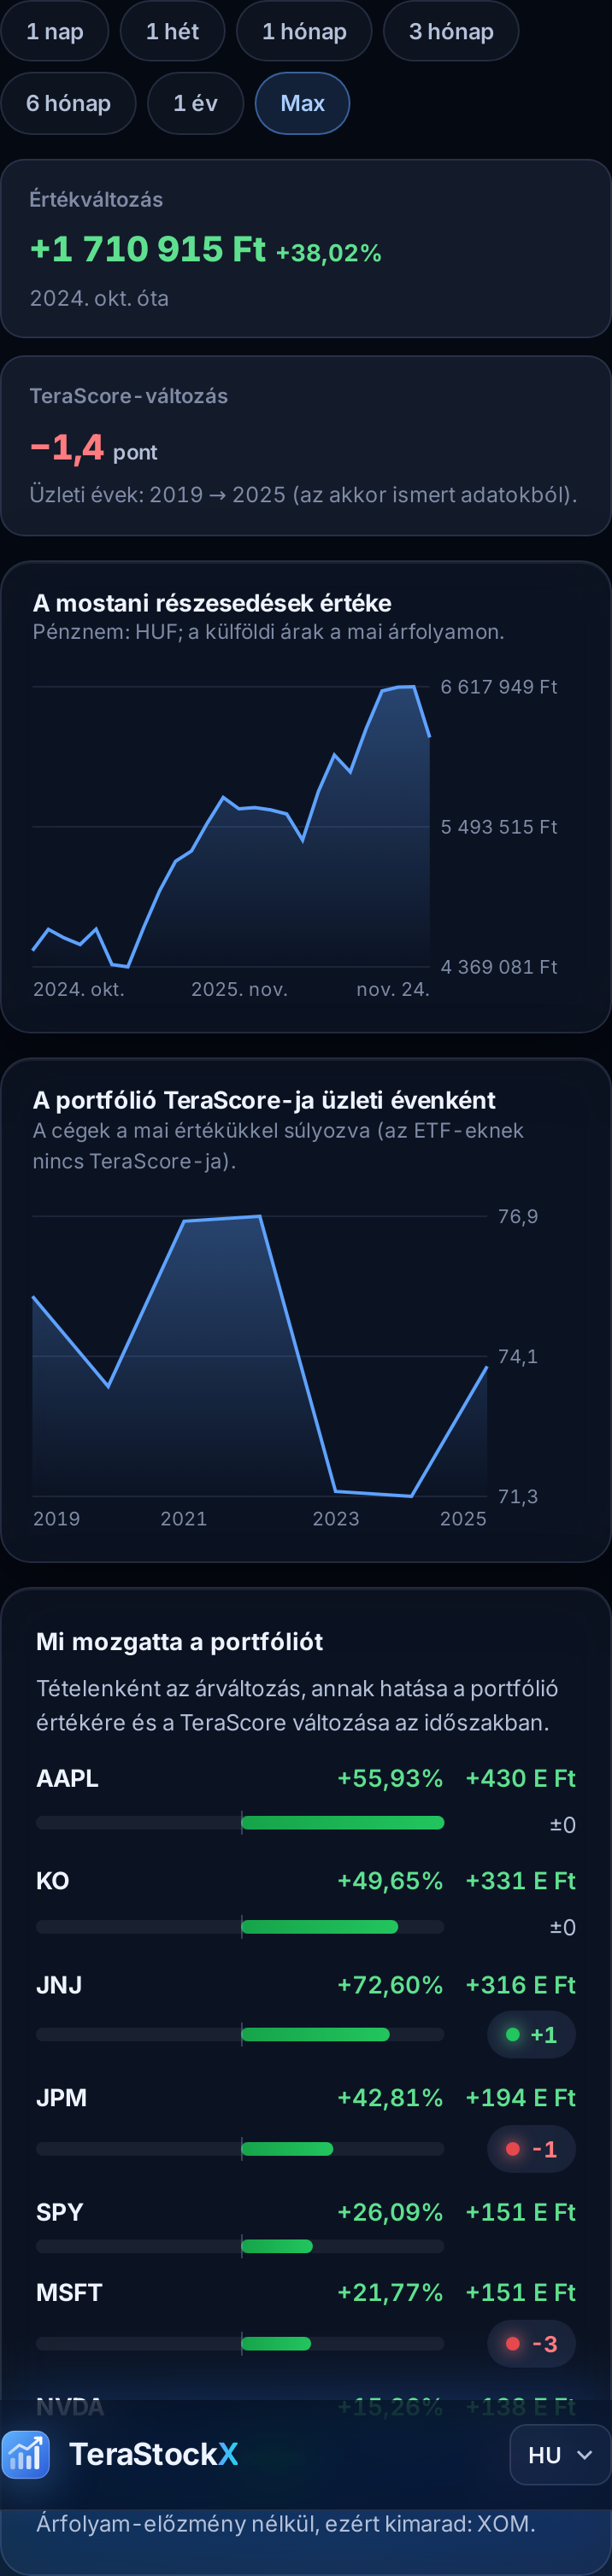 1 nap
1 hét
1 hónap
3 hónap
6 hónap
1 év
Max
Értékváltozás
+1 710 915 Ft +38,02%
2024. okt. óta
TeraScore-változás
−1,4 pont
Üzleti évek: 2019 → 2025 (az akkor ismert adatokból).
A mostani részesedések értéke
Pénznem: HUF; a külföldi árak a mai árfolyamon.
6 617 949 Ft
5 493 515 Ft
4 369 081 Ft
2024. okt.
2025. nov.
nov. 24.
A portfólió TeraScore-ja üzleti évenként
A cégek a mai értékükkel súlyozva (az ETF-eknek
nincs TeraScore-ja).
76,9
74,1
71,3
2019
2021
2023
2025
Mi mozgatta a portfóliót
Tételenként az árváltozás, annak hatása a portfólió
értékére és a TeraScore változása az időszakban.
AAPL +55,93% +430 E Ft
±0
KO +49,65% +331 E Ft
±0
JNJ +72,60% +316 E Ft
+1
JPM +42,81% +194 E Ft
-1
SPY +26,09% +151 E Ft
MSFT +21,77% +151 E Ft
-3
NVDA +15,26% +138 E Ft
TeraStockX
HU
Árfolyam-előzmény nélkül, ezért kimarad: XOM.